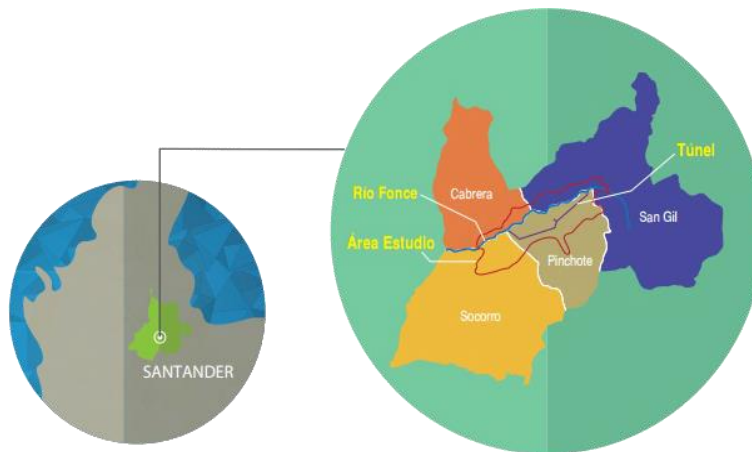 Túnel
Río Fonce
Cabrera
San Gil
Área Estudio
Pinchote
Socorro
SANTANDER